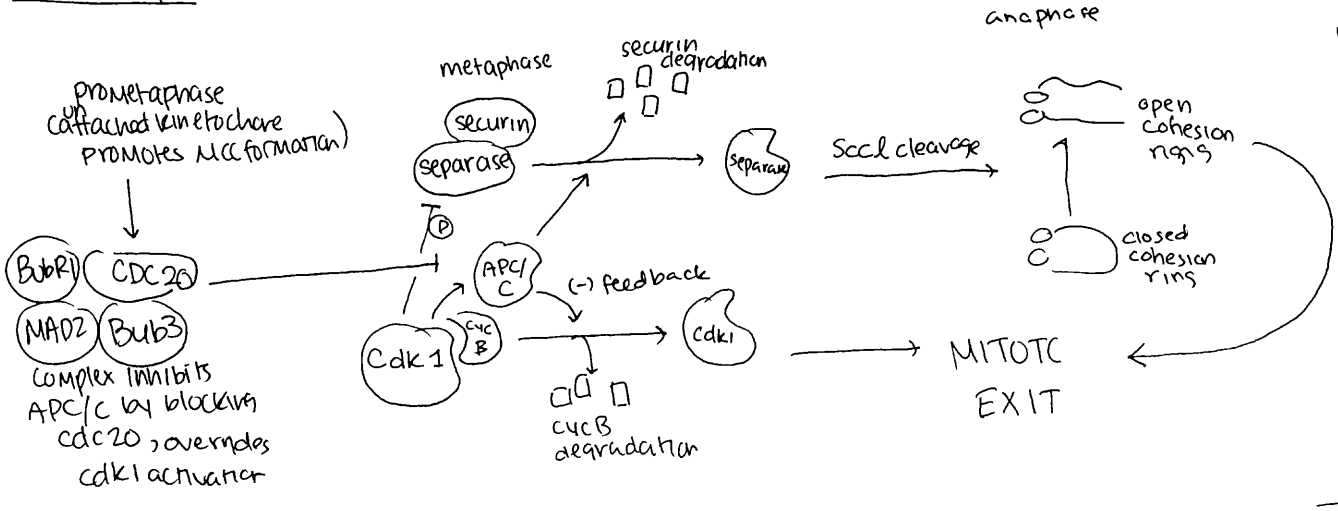 prometaphase
(unattached kinetochore
promotes MCC formation)
BubR1
CDC20
MAD2
Bub3
complex inhibits
APC/C by blocking
cdc20, overrides
cdk1 activation
metaphase
securin
separase
P
securin
degradation
separase
Scc1 cleavage
anaphase
open
cohesion
rings
closed
cohesion
ring
APC/
C
(-) feedback
Cdk1
cyc
B
cdk1
cycB
degradation
MITOTC
EXIT